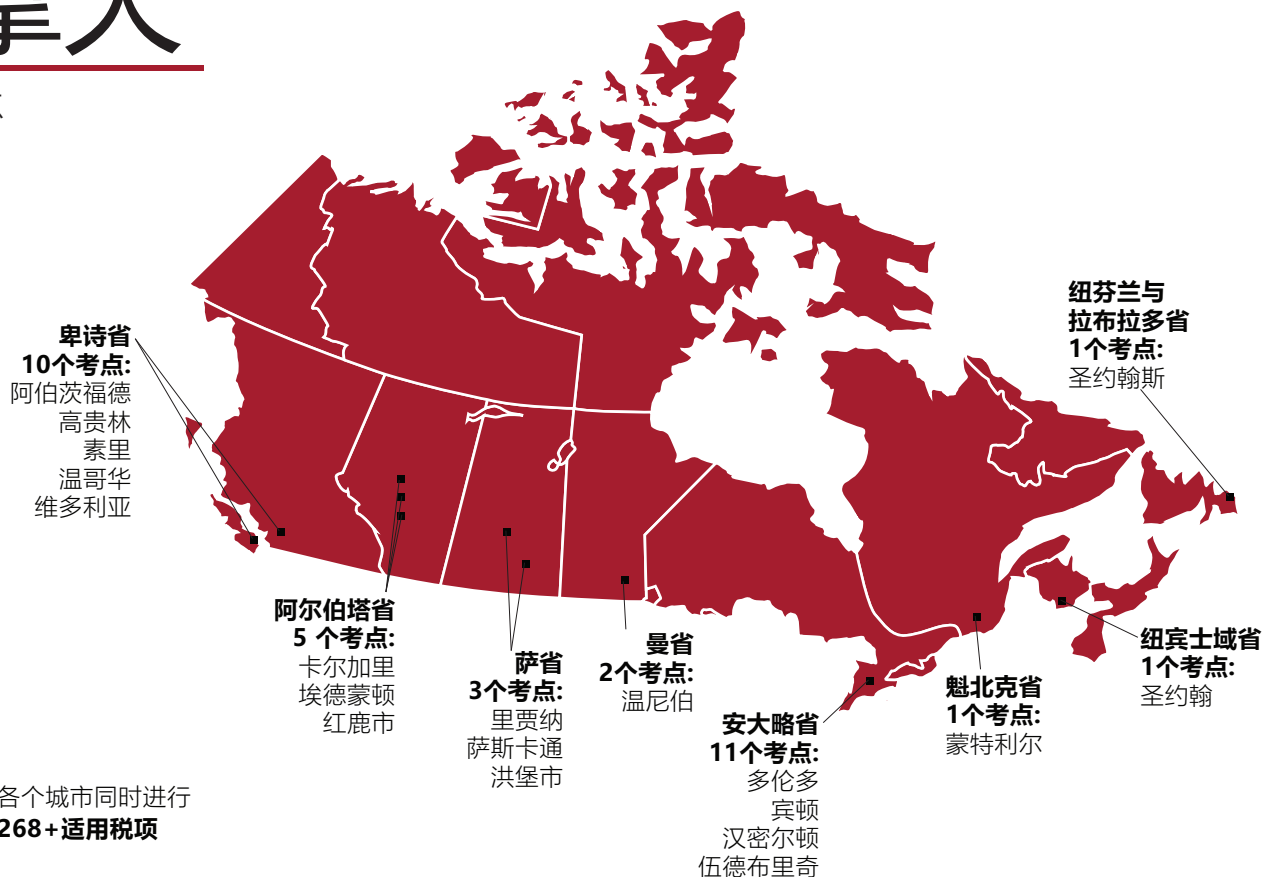 拿人
卑诗省
10个考点:
阿伯茨福德
高贵林
素里
温哥华
维多利亚
纽芬兰与
拉布拉多省
1个考点:
圣约翰斯
阿尔伯塔省
5 个考点:
卡尔加里
埃德蒙顿
红鹿市
萨省
3个考点:
里贾纳
萨斯卡通
洪堡市
曼省
2个考点:
温尼伯
安大略省
11个考点:
多伦多
宾顿
汉密尔顿
伍德布里奇
魁北克省
1个考点:
蒙特利尔
纽宾士域省
1个考点:
圣约翰
各个城市同时进行
268+适用税项